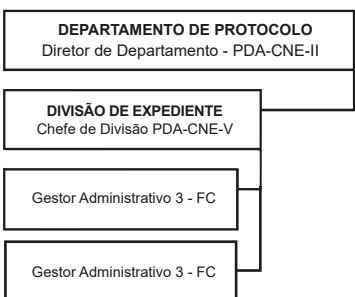 DEPARTAMENTO DE PROTOCOLO
Diretor de Departamento - PDA-CNE-II
DIVISÃO DE EXPEDIENTE
Chefe de Divisão PDA-CNE-V
Gestor Administrativo 3 - FC
Gestor Administrativo 3 - FC